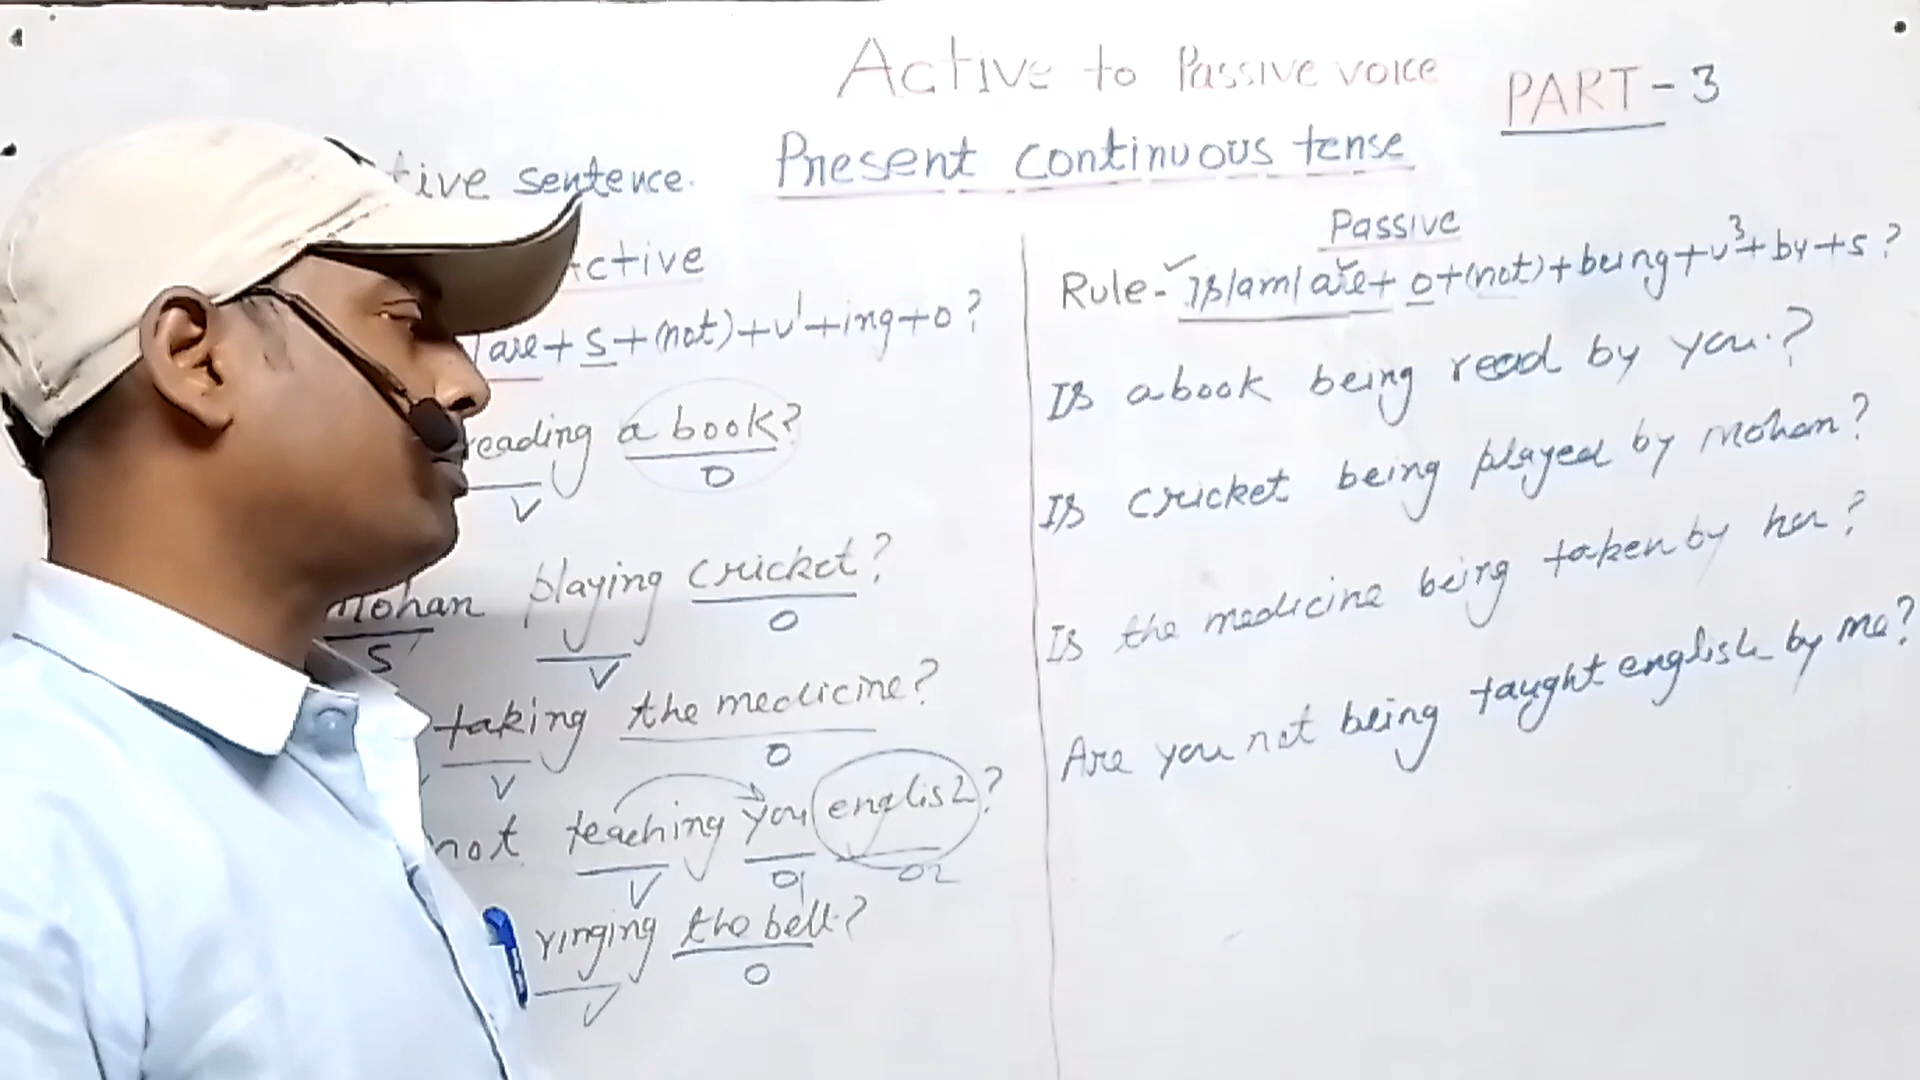 Active to Passive voice
PART-3
tive sentence. Present continuous tense
ctive
are + s + (not) + v¹ + ing + o ?
eading a book?
O
V
Mohan playing cricket?
S
V
O
taking the medicine?
V
O
not teaching you english?
V
O1
O2
ringing the bell?
V
O
Passive
Rule- is/am/are + o + (not) + being + v³ + by + s ?
Is a book being read by you.?
Is cricket being played by Mohan?
Is the medicine being taken by her?
Are you not being taught english by me?